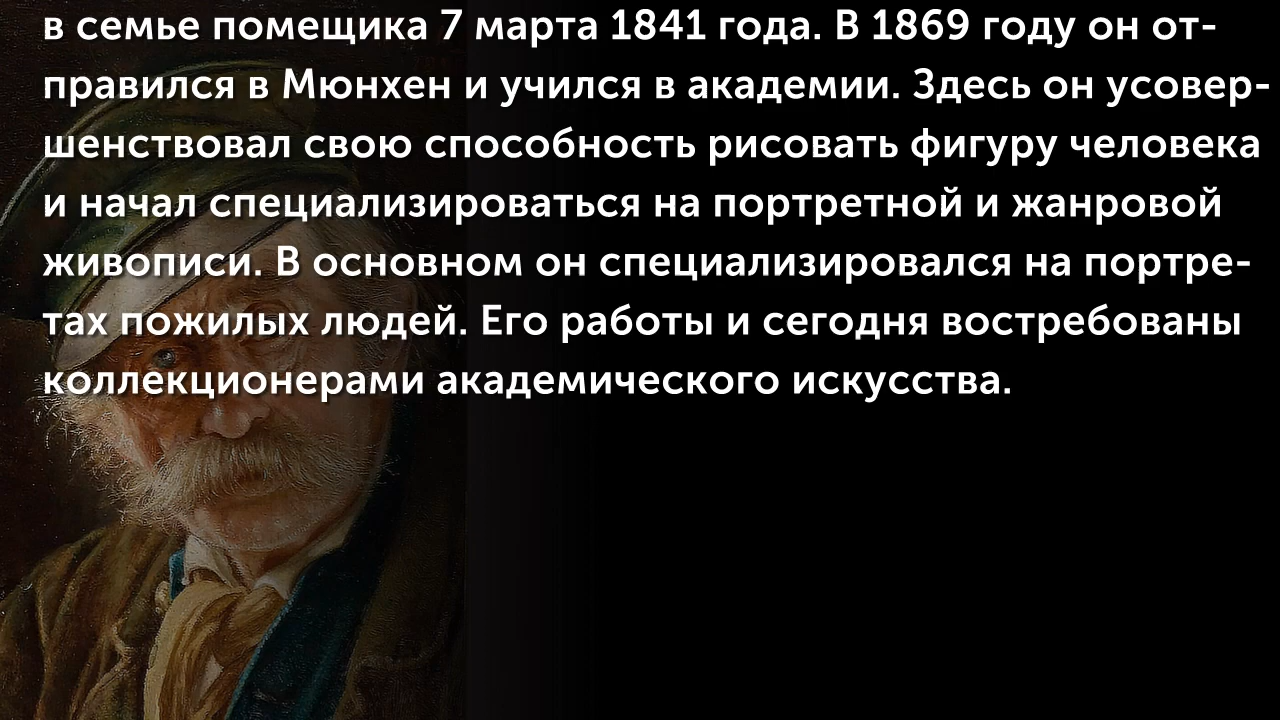 в семье помещика 7 марта 1841 года. В 1869 году он от-
правился в Мюнхен и учился в академии. Здесь он усовер-
шенствовал свою способность рисовать фигуру человека
и начал специализироваться на портретной и жанровой
живописи. В основном он специализировался на портре-
тах пожилых людей. Его работы и сегодня востребованы
коллекционерами академического искусства.